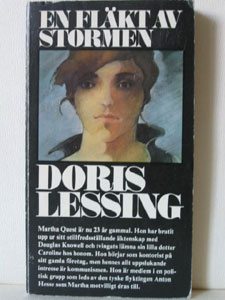 EN FLÄKT AV
STORMEN
DORIS
LESSING
Martha Quest är nu 23 år gammal. Hon har brutit
upp ur sitt otillfredsställande äktenskap med
Douglas Knowell och tvingats lämna sin lilla dotter
Caroline hos honom. Hon börjar som kontorist på
sitt gamla företag, men hennes allt uppslukande
intresse är kommunismen. Hon är medlem i en poli-
tisk grupp som leds av den tyske flyktingen Anton
Hesse som Martha motvilligt dras till.